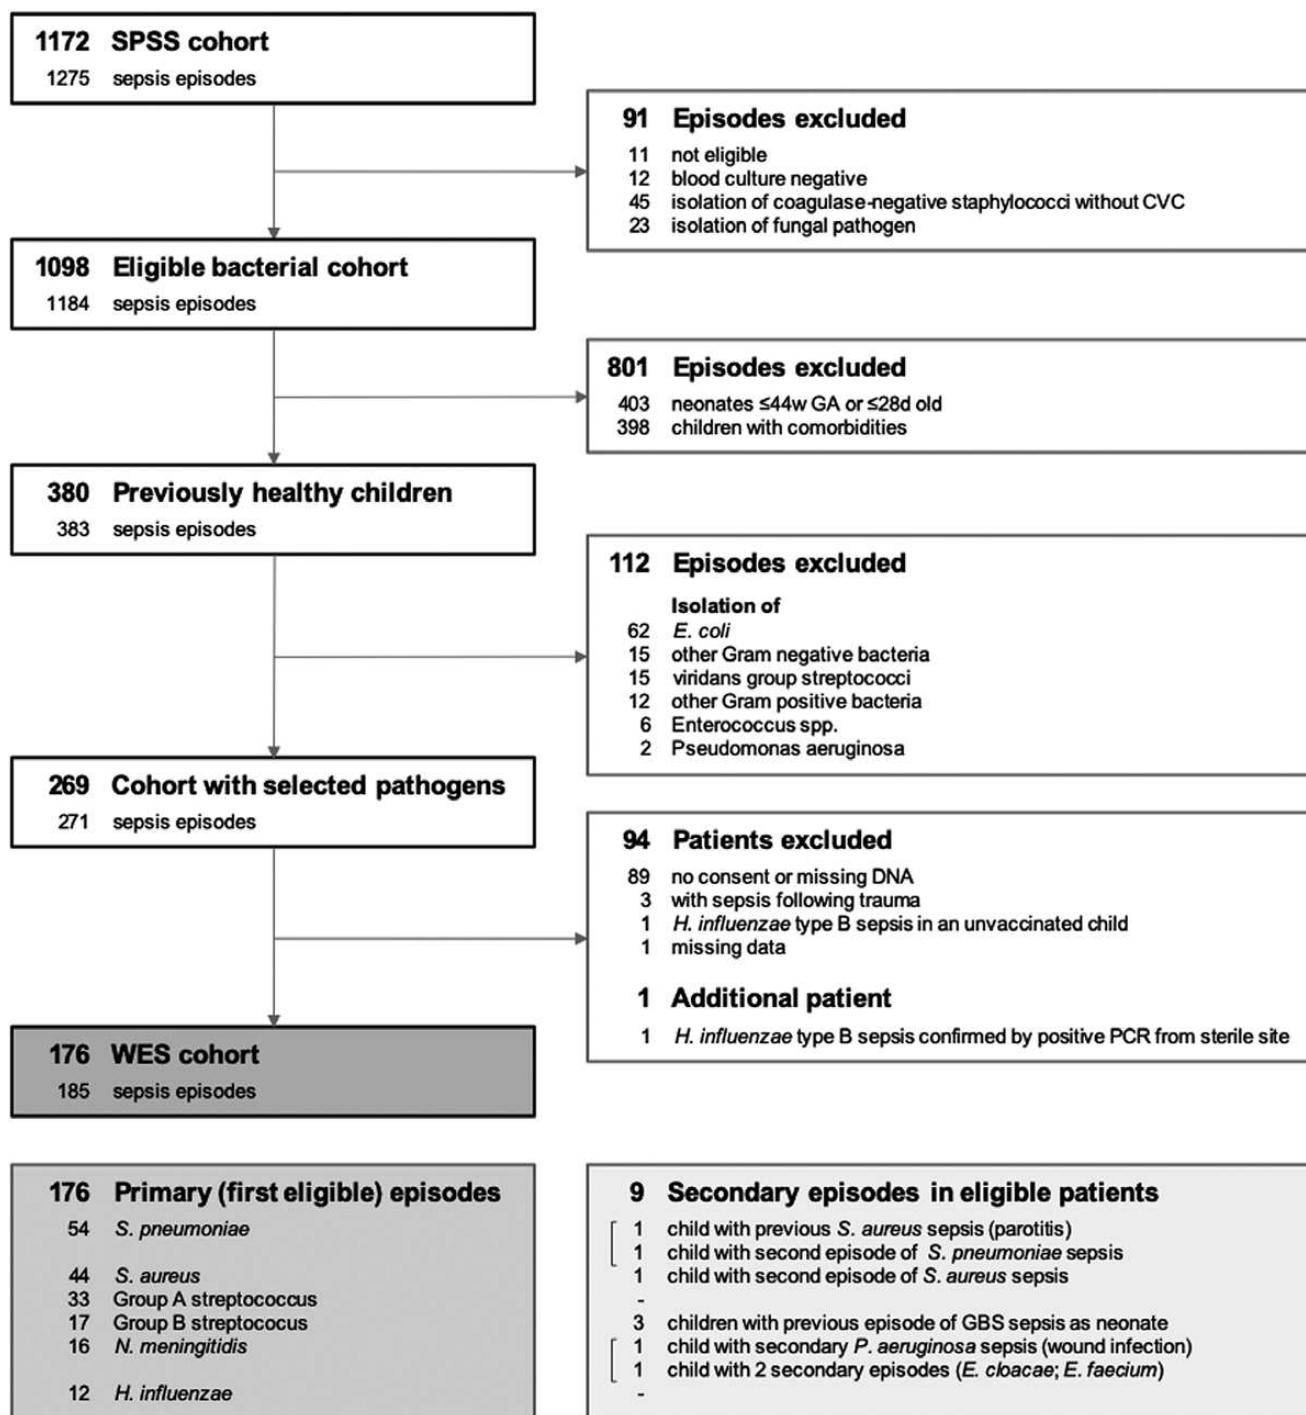 1172 SPSS cohort
1275 sepsis episodes
91 Episodes excluded
11 not eligible
12 blood culture negative
45 isolation of coagulase-negative staphylococci without CVC
23 isolation of fungal pathogen
1098 Eligible bacterial cohort
1184 sepsis episodes
801 Episodes excluded
403 neonates ≤44w GA or ≤28d old
398 children with comorbidities
380 Previously healthy children
383 sepsis episodes
112 Episodes excluded
Isolation of
62 E. coli
15 other Gram negative bacteria
15 viridans group streptococci
12 other Gram positive bacteria
6 Enterococcus spp.
2 Pseudomonas aeruginosa
269 Cohort with selected pathogens
271 sepsis episodes
94 Patients excluded
89 no consent or missing DNA
3 with sepsis following trauma
1 H. influenzae type B sepsis in an unvaccinated child
1 missing data
1 Additional patient
1 H. influenzae type B sepsis confirmed by positive PCR from sterile site
176 WES cohort
185 sepsis episodes
176 Primary (first eligible) episodes
54 S. pneumoniae
44 S. aureus
33 Group A streptococcus
17 Group B streptococus
16 N. meningitidis
12 H. influenzae
9 Secondary episodes in eligible patients
1 child with previous S. aureus sepsis (parotitis)
1 child with second episode of S. pneumoniae sepsis
1 child with second episode of S. aureus sepsis
-
3 children with previous episode of GBS sepsis as neonate
1 child with secondary P. aeruginosa sepsis (wound infection)
1 child with 2 secondary episodes (E. cloacae; E. faecium)
-